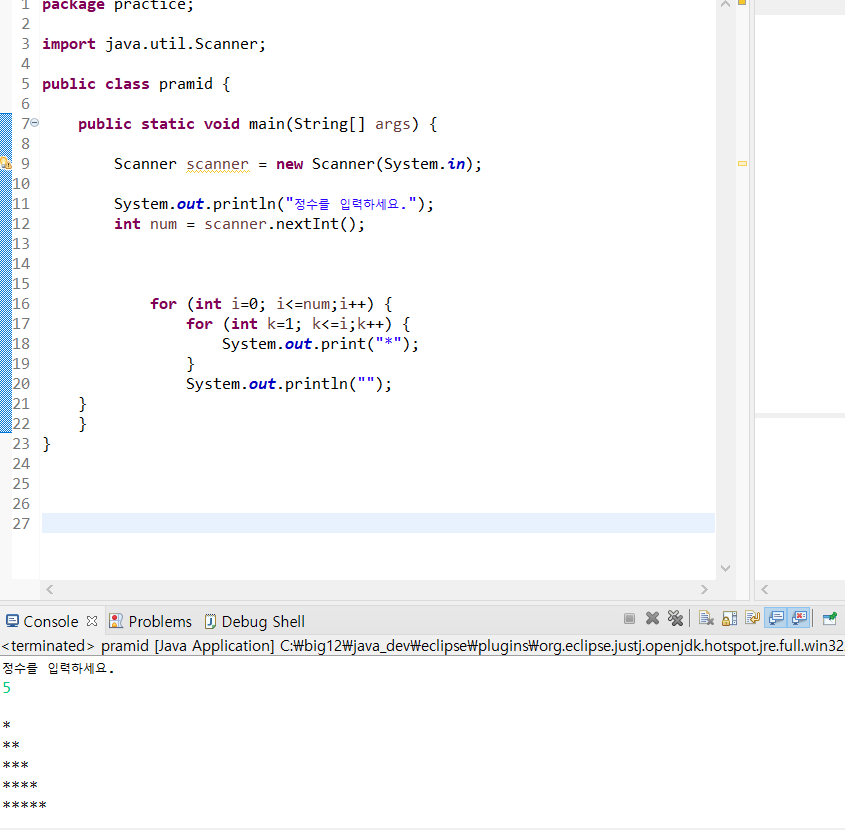 1 package practice;
2
3 import java.util.Scanner;
4
5 public class pramid {
6
7 public static void main(String[] args) {
8
9 Scanner scanner = new Scanner(System.in);
10
11 System.out.println("정수를 입력하세요.");
12 int num = scanner.nextInt();
13
14
15
16 for (int i=0; i<=num;i++) {
17 for (int k=1; k<=i;k++) {
18 System.out.print("*");
19 }
20 System.out.println("");
21 }
22 }
23 }
24
25
26
27
Console Problems Debug Shell
<terminated> pramid [Java Application] C:₩big12₩java_dev₩eclipse₩plugins₩org.eclipse.justj.openjdk.hotspot.jre.full.win32
정수를 입력하세요.
5
*
**
***
****
*****